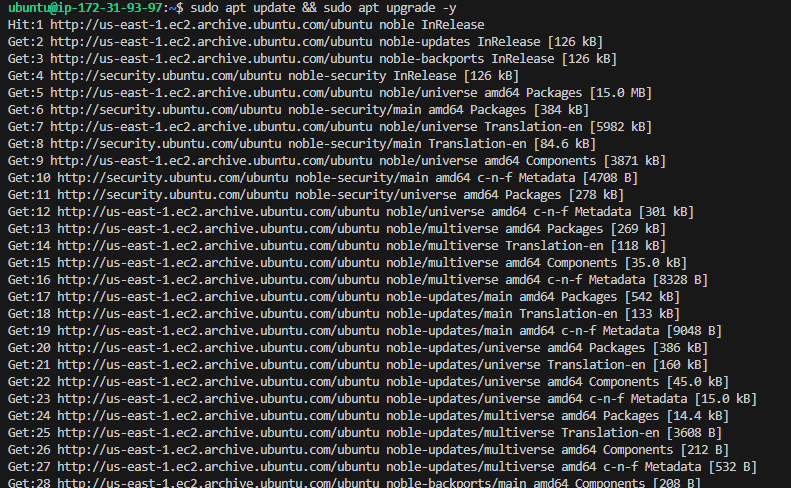 ubuntu@ip-172-31-93-97:~$ sudo apt update && sudo apt upgrade -y
Hit:1 http://us-east-1.ec2.archive.ubuntu.com/ubuntu noble InRelease
Get:2 http://us-east-1.ec2.archive.ubuntu.com/ubuntu noble-updates InRelease [126 kB]
Get:3 http://us-east-1.ec2.archive.ubuntu.com/ubuntu noble-backports InRelease [126 kB]
Get:4 http://security.ubuntu.com/ubuntu noble-security InRelease [126 kB]
Get:5 http://us-east-1.ec2.archive.ubuntu.com/ubuntu noble/universe amd64 Packages [15.0 MB]
Get:6 http://security.ubuntu.com/ubuntu noble-security/main amd64 Packages [384 kB]
Get:7 http://us-east-1.ec2.archive.ubuntu.com/ubuntu noble/universe Translation-en [5982 kB]
Get:8 http://security.ubuntu.com/ubuntu noble-security/main Translation-en [84.6 kB]
Get:9 http://us-east-1.ec2.archive.ubuntu.com/ubuntu noble/universe amd64 Components [3871 kB]
Get:10 http://security.ubuntu.com/ubuntu noble-security/main amd64 c-n-f Metadata [4708 B]
Get:11 http://security.ubuntu.com/ubuntu noble-security/universe amd64 Packages [278 kB]
Get:12 http://us-east-1.ec2.archive.ubuntu.com/ubuntu noble/universe amd64 c-n-f Metadata [301 kB]
Get:13 http://us-east-1.ec2.archive.ubuntu.com/ubuntu noble/multiverse amd64 Packages [269 kB]
Get:14 http://us-east-1.ec2.archive.ubuntu.com/ubuntu noble/multiverse Translation-en [118 kB]
Get:15 http://us-east-1.ec2.archive.ubuntu.com/ubuntu noble/multiverse amd64 Components [35.0 kB]
Get:16 http://us-east-1.ec2.archive.ubuntu.com/ubuntu noble/multiverse amd64 c-n-f Metadata [8328 B]
Get:17 http://us-east-1.ec2.archive.ubuntu.com/ubuntu noble-updates/main amd64 Packages [542 kB]
Get:18 http://us-east-1.ec2.archive.ubuntu.com/ubuntu noble-updates/main Translation-en [133 kB]
Get:19 http://us-east-1.ec2.archive.ubuntu.com/ubuntu noble-updates/main amd64 c-n-f Metadata [9048 B]
Get:20 http://us-east-1.ec2.archive.ubuntu.com/ubuntu noble-updates/universe amd64 Packages [386 kB]
Get:21 http://us-east-1.ec2.archive.ubuntu.com/ubuntu noble-updates/universe Translation-en [160 kB]
Get:22 http://us-east-1.ec2.archive.ubuntu.com/ubuntu noble-updates/universe amd64 Components [45.0 kB]
Get:23 http://us-east-1.ec2.archive.ubuntu.com/ubuntu noble-updates/universe amd64 c-n-f Metadata [15.0 kB]
Get:24 http://us-east-1.ec2.archive.ubuntu.com/ubuntu noble-updates/multiverse amd64 Packages [14.4 kB]
Get:25 http://us-east-1.ec2.archive.ubuntu.com/ubuntu noble-updates/multiverse Translation-en [3608 B]
Get:26 http://us-east-1.ec2.archive.ubuntu.com/ubuntu noble-updates/multiverse amd64 Components [212 B]
Get:27 http://us-east-1.ec2.archive.ubuntu.com/ubuntu noble-updates/multiverse amd64 c-n-f Metadata [532 B]
Get:28 http://us-east-1.ec2.archive.ubuntu.com/ubuntu noble-backports/main amd64 Components [208 B]